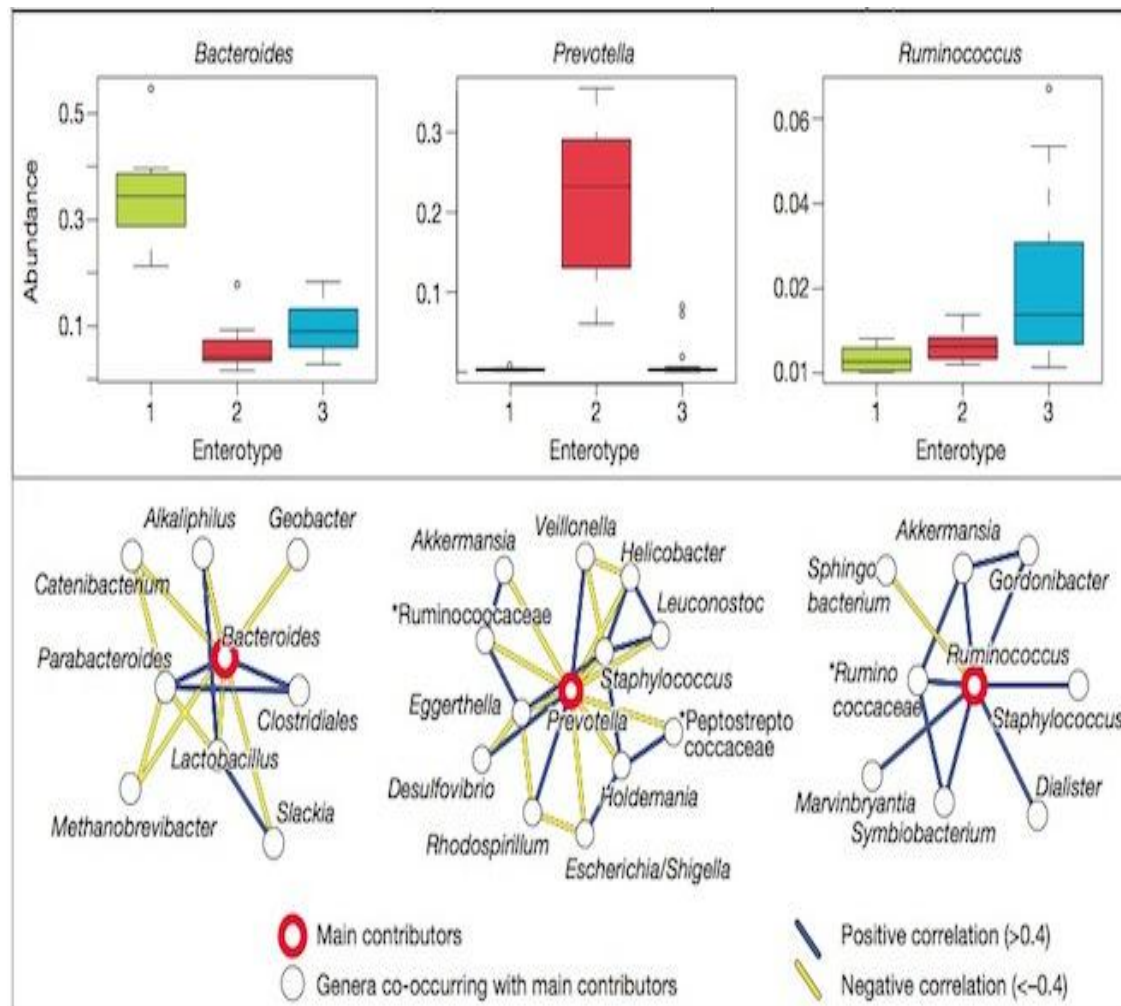 Bacteroides
Prevotella
Ruminococcus
Abundance
0.5
0.3
0.1
0.3
0.2
0.1
0.06
0.04
0.02
0.01
1 2 3
1 2 3
1 2 3
Enterotype
Enterotype
Enterotype
Alkaliphilus
Geobacter
Catenibacterium
Bacteroides
Parabacteroides
Clostridiales
Lactobacillus
Methanobrevibacter
Slackia
Veillonella
Akkermansia
Helicobacter
*Ruminococcaceae
Leuconostoc
Staphylococcus
Eggerthella
Prevotella
*Peptostrepto
coccaceae
Desulfovibrio
Holdemania
Rhodospirillum
Escherichia/Shigella
Akkermansia
Sphingo
bacterium
Gordonibacter
Ruminococcus
*Rumino
coccaceae
Staphylococcus
Marvinbryantia
Dialister
Symbiobacterium
Main contributors
Positive correlation (>0.4)
Genera co-occurring with main contributors
Negative correlation (<–0.4)